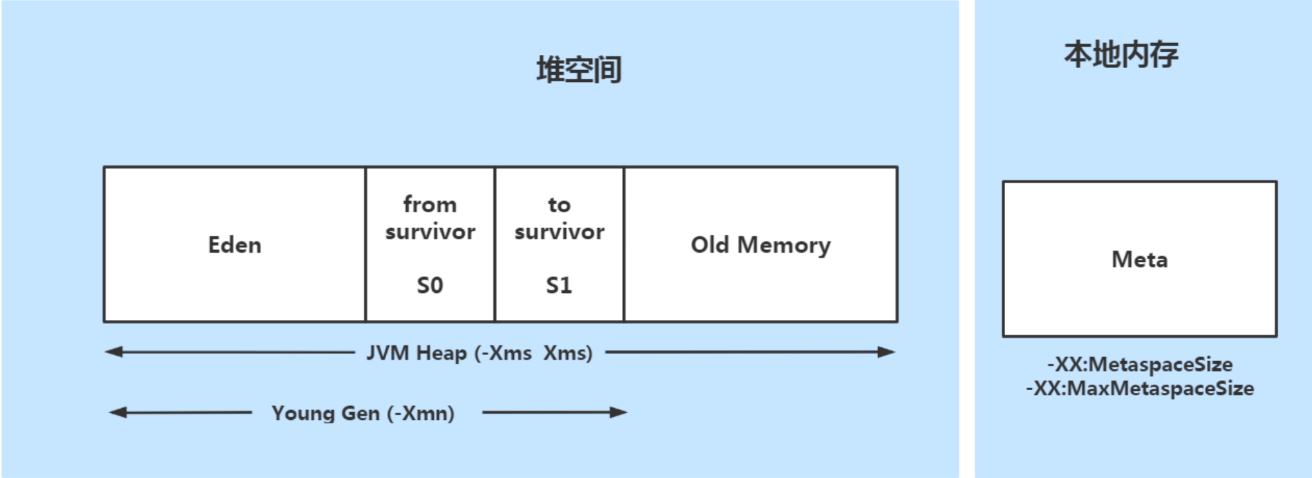 堆空间
本地内存
Eden
from
survivor
S0
to
survivor
S1
Old Memory
Meta
JVM Heap (-Xms  Xms)
Young Gen (-Xmn)
-XX:MetaspaceSize
-XX:MaxMetaspaceSize